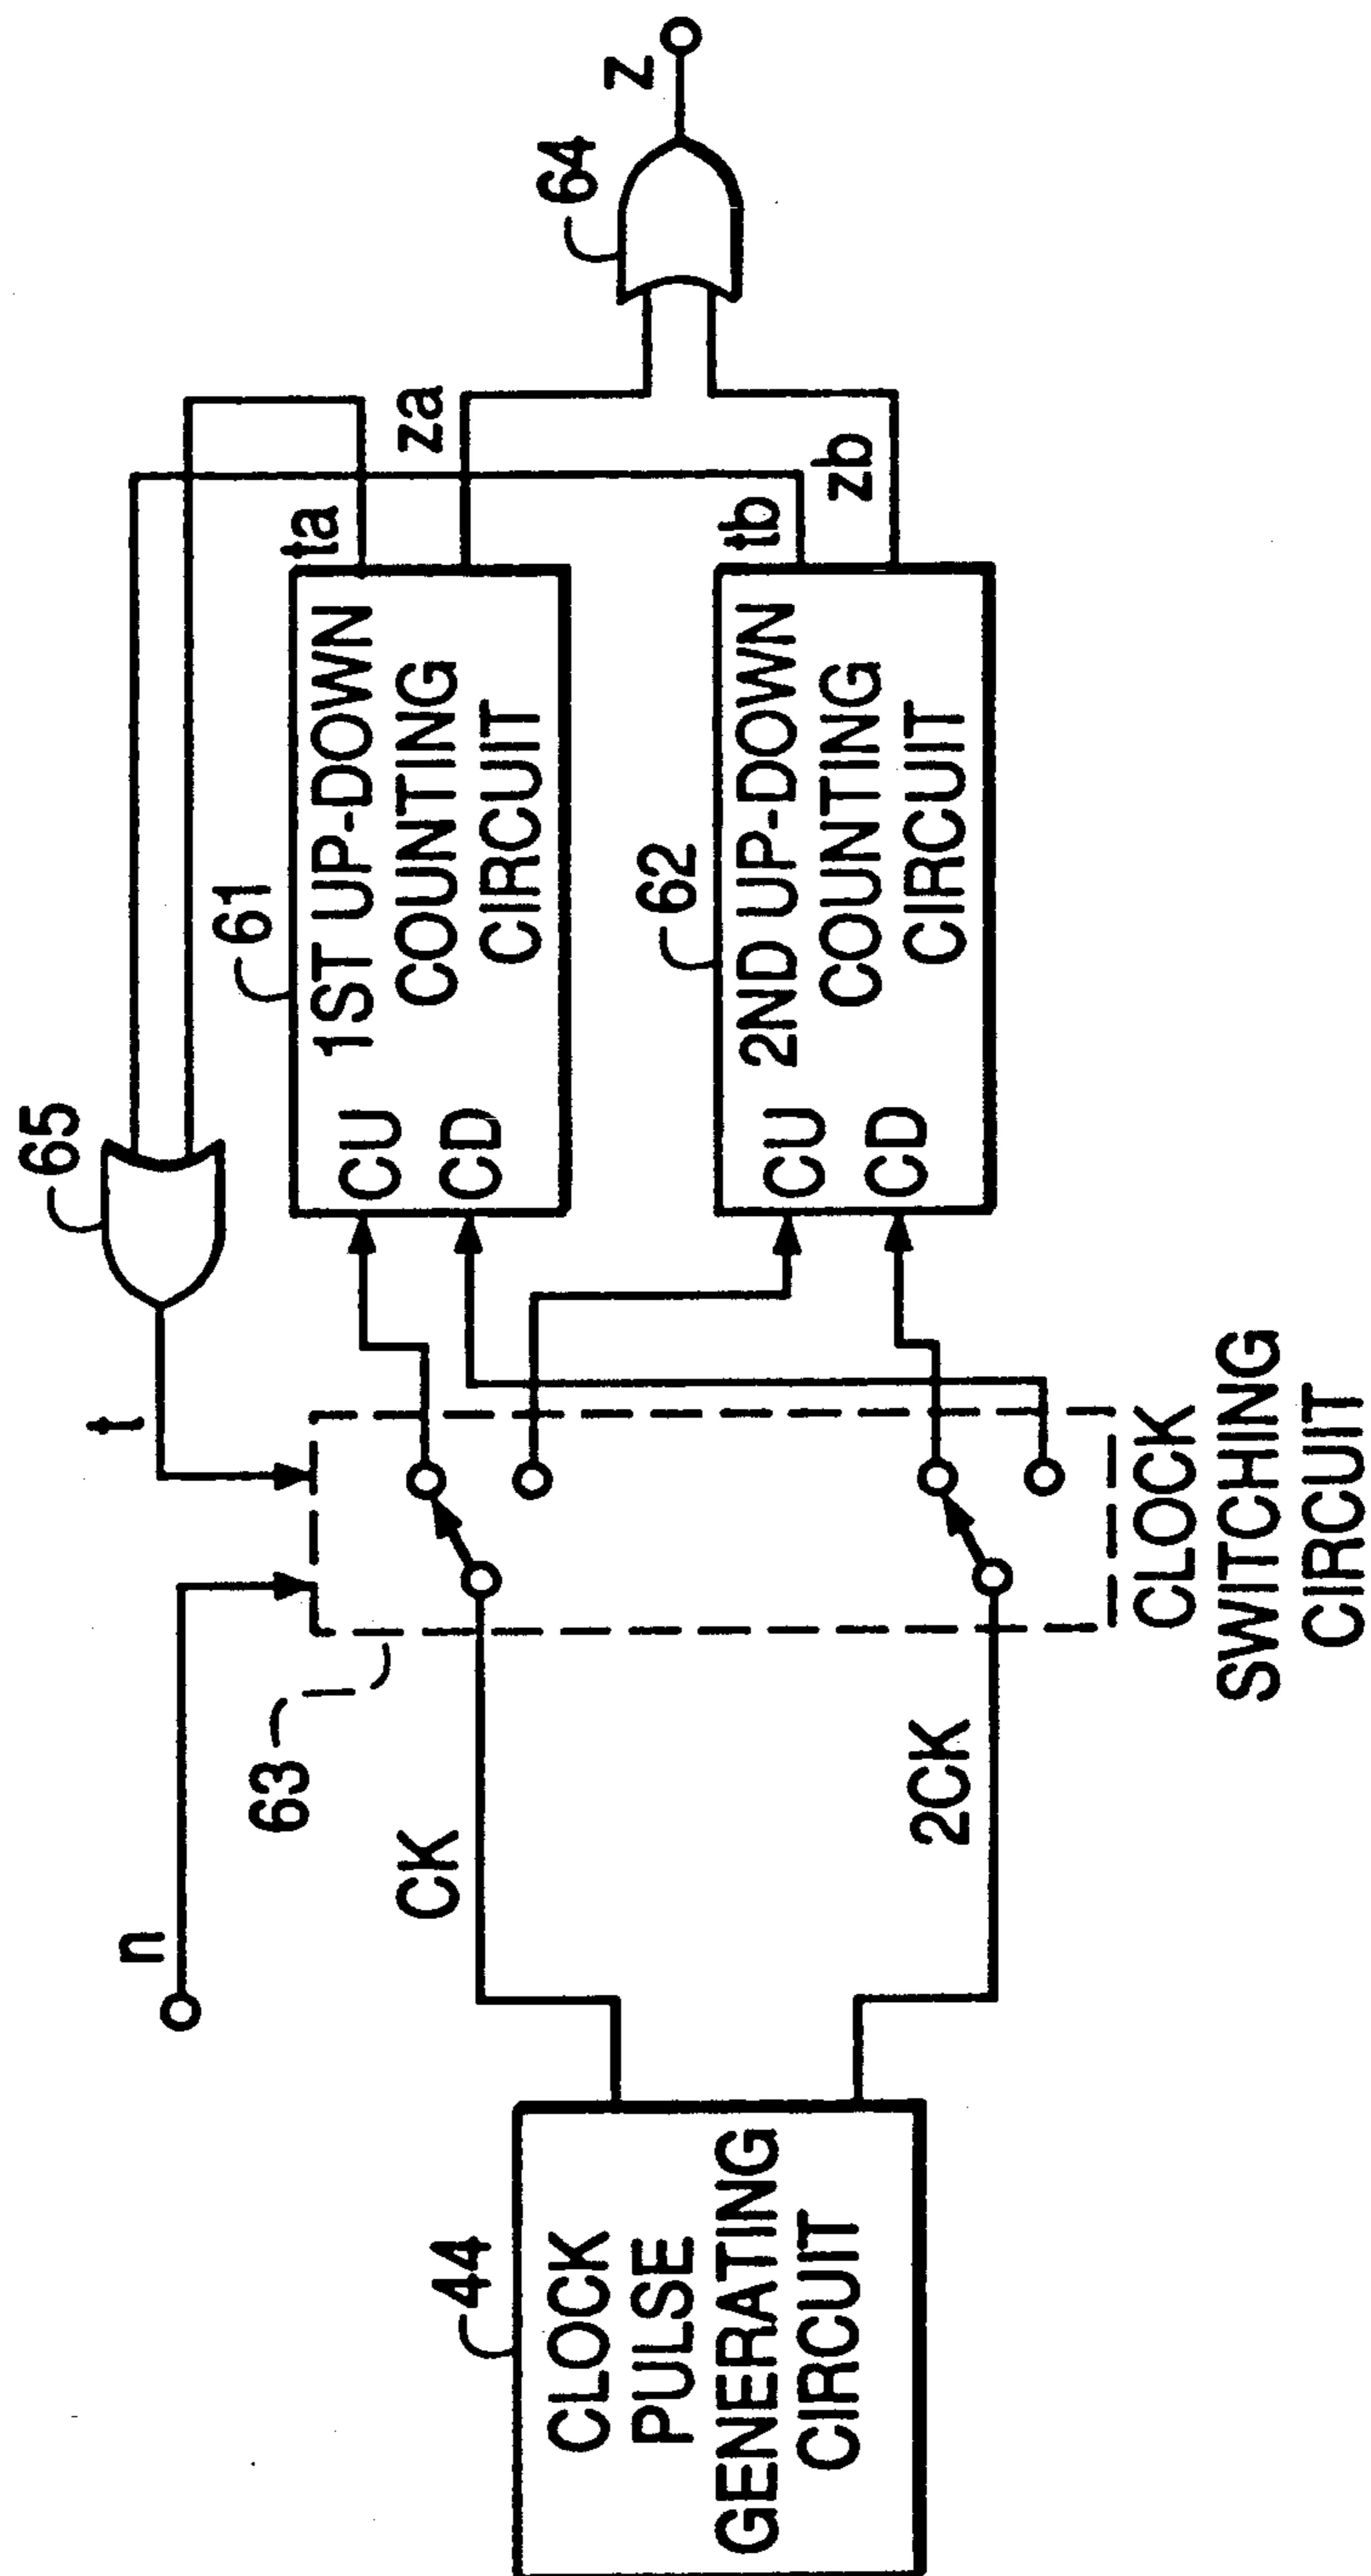 n
t
65
63
CK
2CK
44
CLOCK
PULSE
GENERATING
CIRCUIT
CLOCK
SWITCHING
CIRCUIT
61
1ST UP-DOWN
COUNTING
CIRCUIT
CU
CD
ta
za
62
2ND UP-DOWN
COUNTING
CIRCUIT
CU
CD
tb
zb
64
z